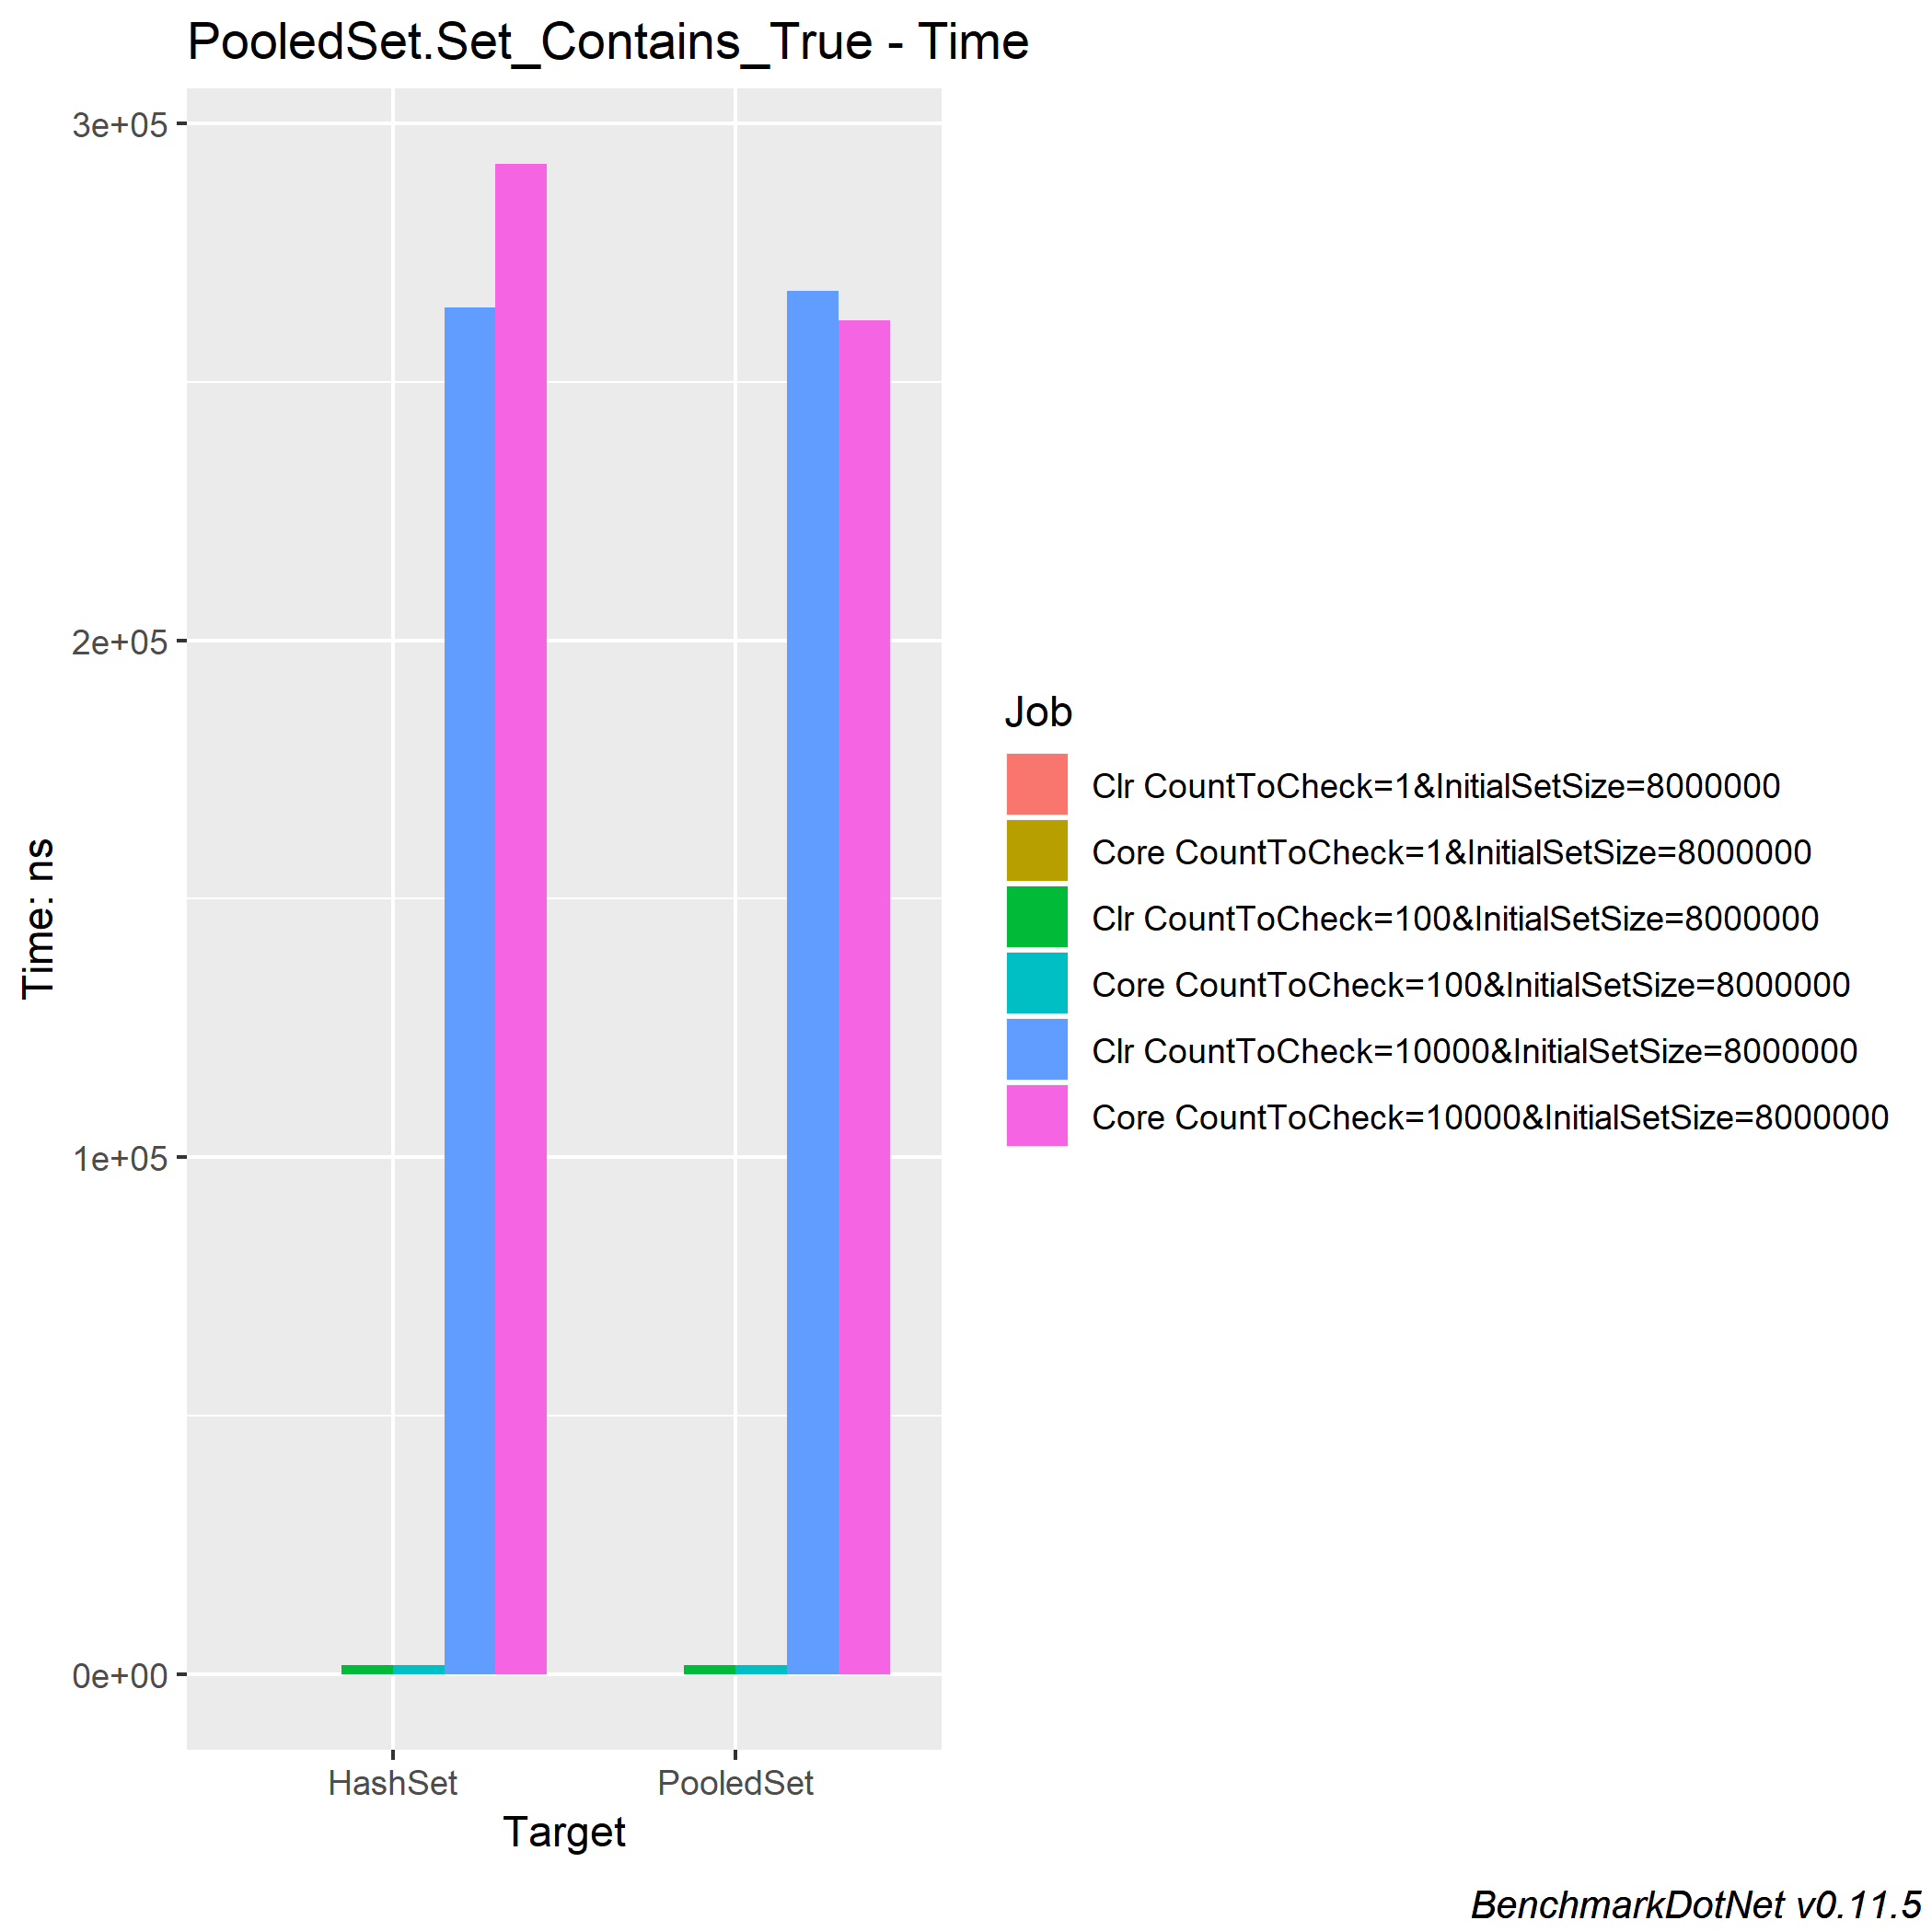 PooledSet.Set_Contains_True - Time
3e+05
2e+05
1e+05
0e+00
Time: ns
HashSet
PooledSet
Target
Job
Clr CountToCheck=1&InitialSetSize=8000000
Core CountToCheck=1&InitialSetSize=8000000
Clr CountToCheck=100&InitialSetSize=8000000
Core CountToCheck=100&InitialSetSize=8000000
Clr CountToCheck=10000&InitialSetSize=8000000
Core CountToCheck=10000&InitialSetSize=8000000
BenchmarkDotNet v0.11.5